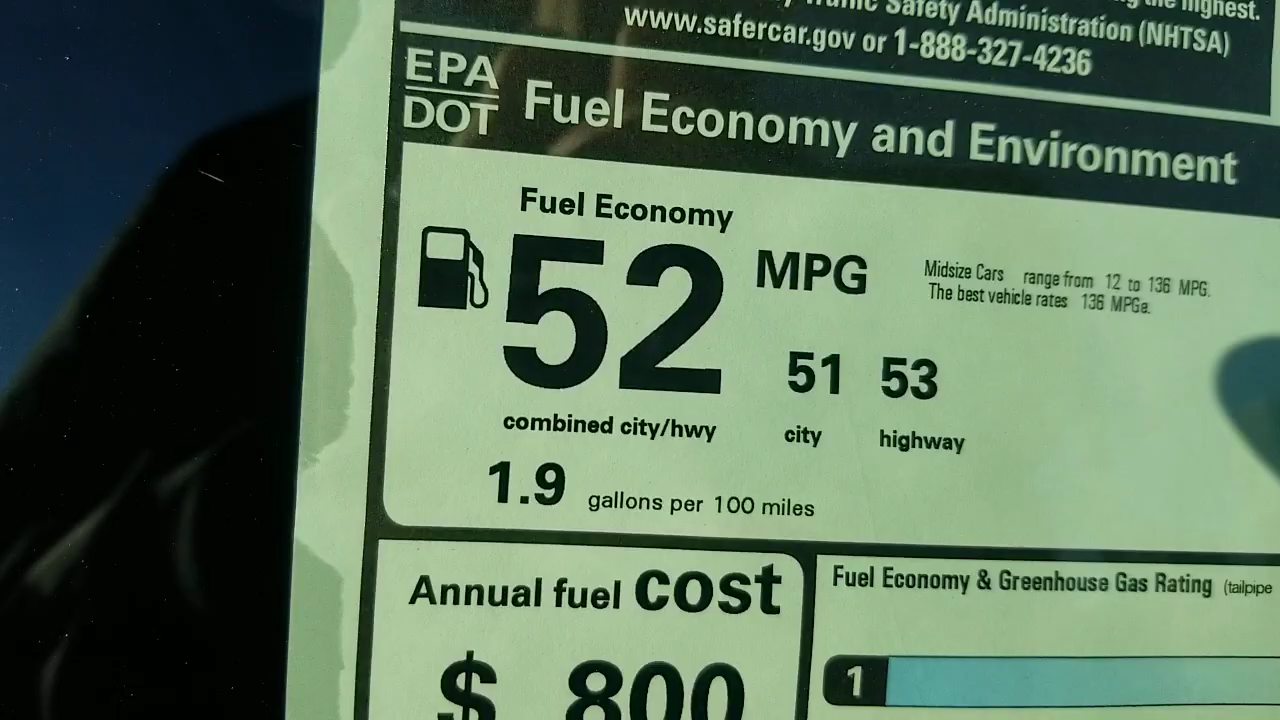 the highest.
Traffic Safety Administration (NHTSA)
www.safercar.gov or 1-888-327-4236
EPA
DOT
Fuel Economy and Environment
Fuel Economy
52 MPG
Midsize Cars range from 12 to 136 MPG.
The best vehicle rates 136 MPGe.
51 53
combined city/hwy city highway
1.9 gallons per 100 miles
Annual fuel cost
$ 800
Fuel Economy & Greenhouse Gas Rating (tailpipe
1